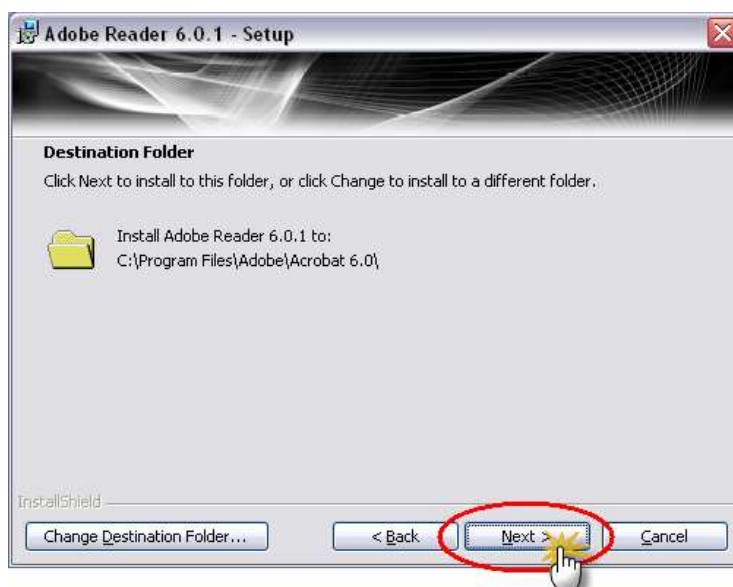 Adobe Reader 6.0.1 - Setup
Destination Folder
Click Next to install to this folder, or click Change to install to a different folder.
Install Adobe Reader 6.0.1 to:
C:\Program Files\Adobe\Acrobat 6.0\
InstallShield
Change Destination Folder...
< Back
Next >
Cancel